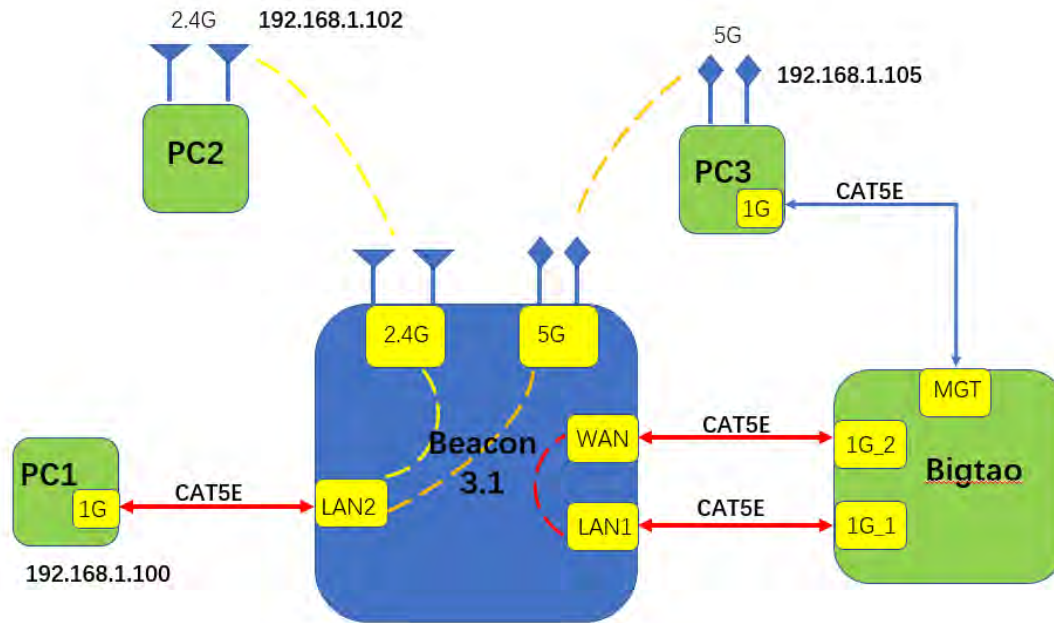 2.4G
192.168.1.102
5G
192.168.1.105
PC2
PC3
1G
CAT5E
2.4G
5G
MGT
Beacon
3.1
WAN
CAT5E
1G_2
Bigtao
PC1
1G
CAT5E
LAN2
LAN1
CAT5E
1G_1
192.168.1.100